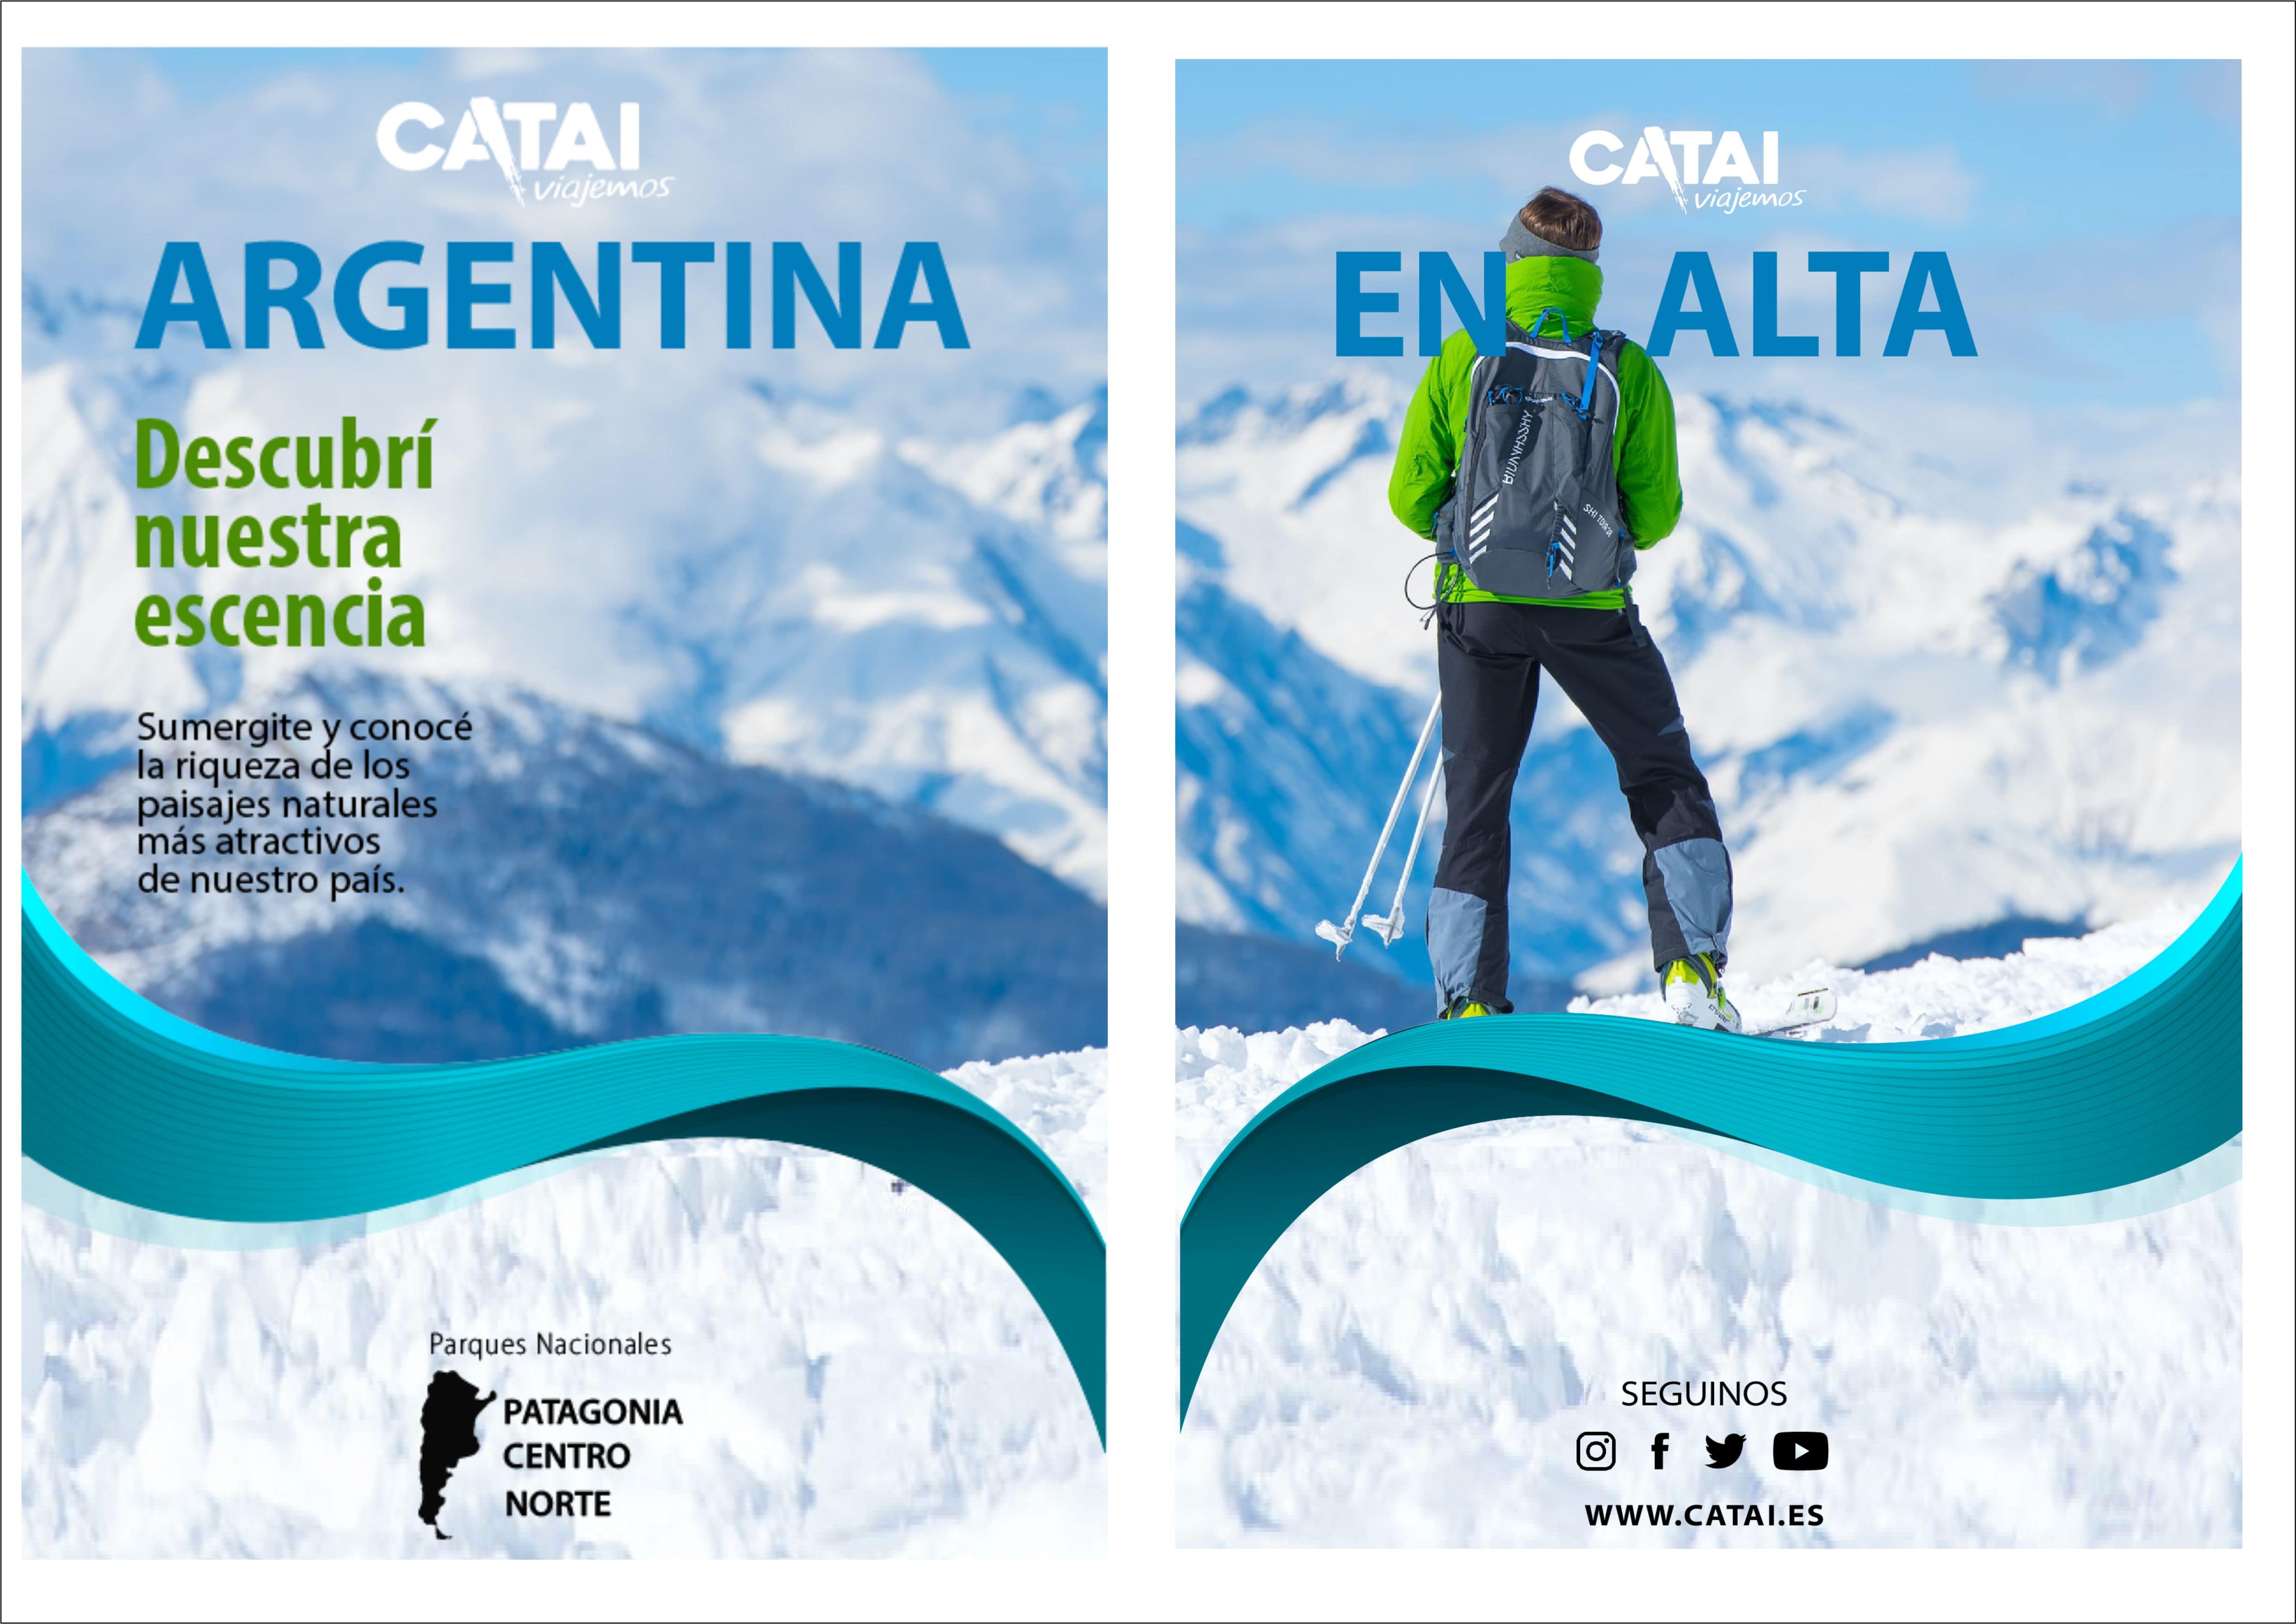 CATAI
viajemos
ARGENTINA
Descubrí
nuestra
escencia
Sumergite y conocé
la riqueza de los
paisajes naturales
más atractivos
de nuestro país.
Parques Nacionales
PATAGONIA
CENTRO
NORTE
CATAI
viajemos
EN ALTA
SEGUINOS
WWW.CATAI.ES